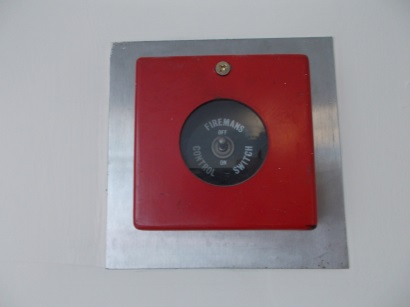 FIREMANS
OFF
CONTROL SWITCH
ON